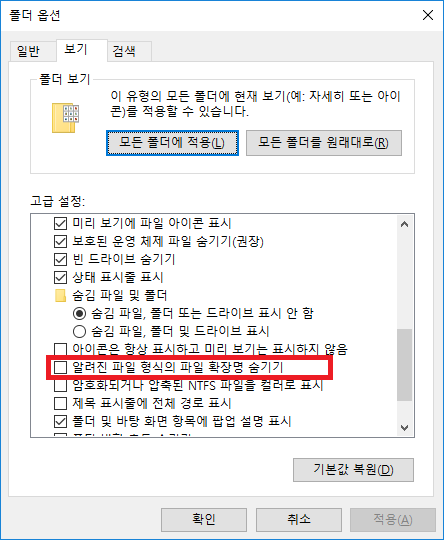 폴더 옵션
일반
보기
검색
폴더 보기
이 유형의 모든 폴더에 현재 보기(예: 자세히 또는 아이
콘)를 적용할 수 있습니다.
모든 폴더에 적용(L)
모든 폴더를 원래대로(R)
고급 설정:
미리 보기에 파일 아이콘 표시
보호된 운영 체제 파일 숨기기(권장)
빈 드라이브 숨기기
상태 표시줄 표시
숨김 파일 및 폴더
숨김 파일, 폴더 또는 드라이브 표시 안 함
숨김 파일, 폴더 및 드라이브 표시
아이콘은 항상 표시하고 미리 보기는 표시하지 않음
알려진 파일 형식의 파일 확장명 숨기기
암호화되거나 압축된 NTFS 파일을 컬러로 표시
제목 표시줄에 전체 경로 표시
폴더 및 바탕 화면 항목에 팝업 설명 표시
기본값 복원(D)
확인
취소
적용(A)